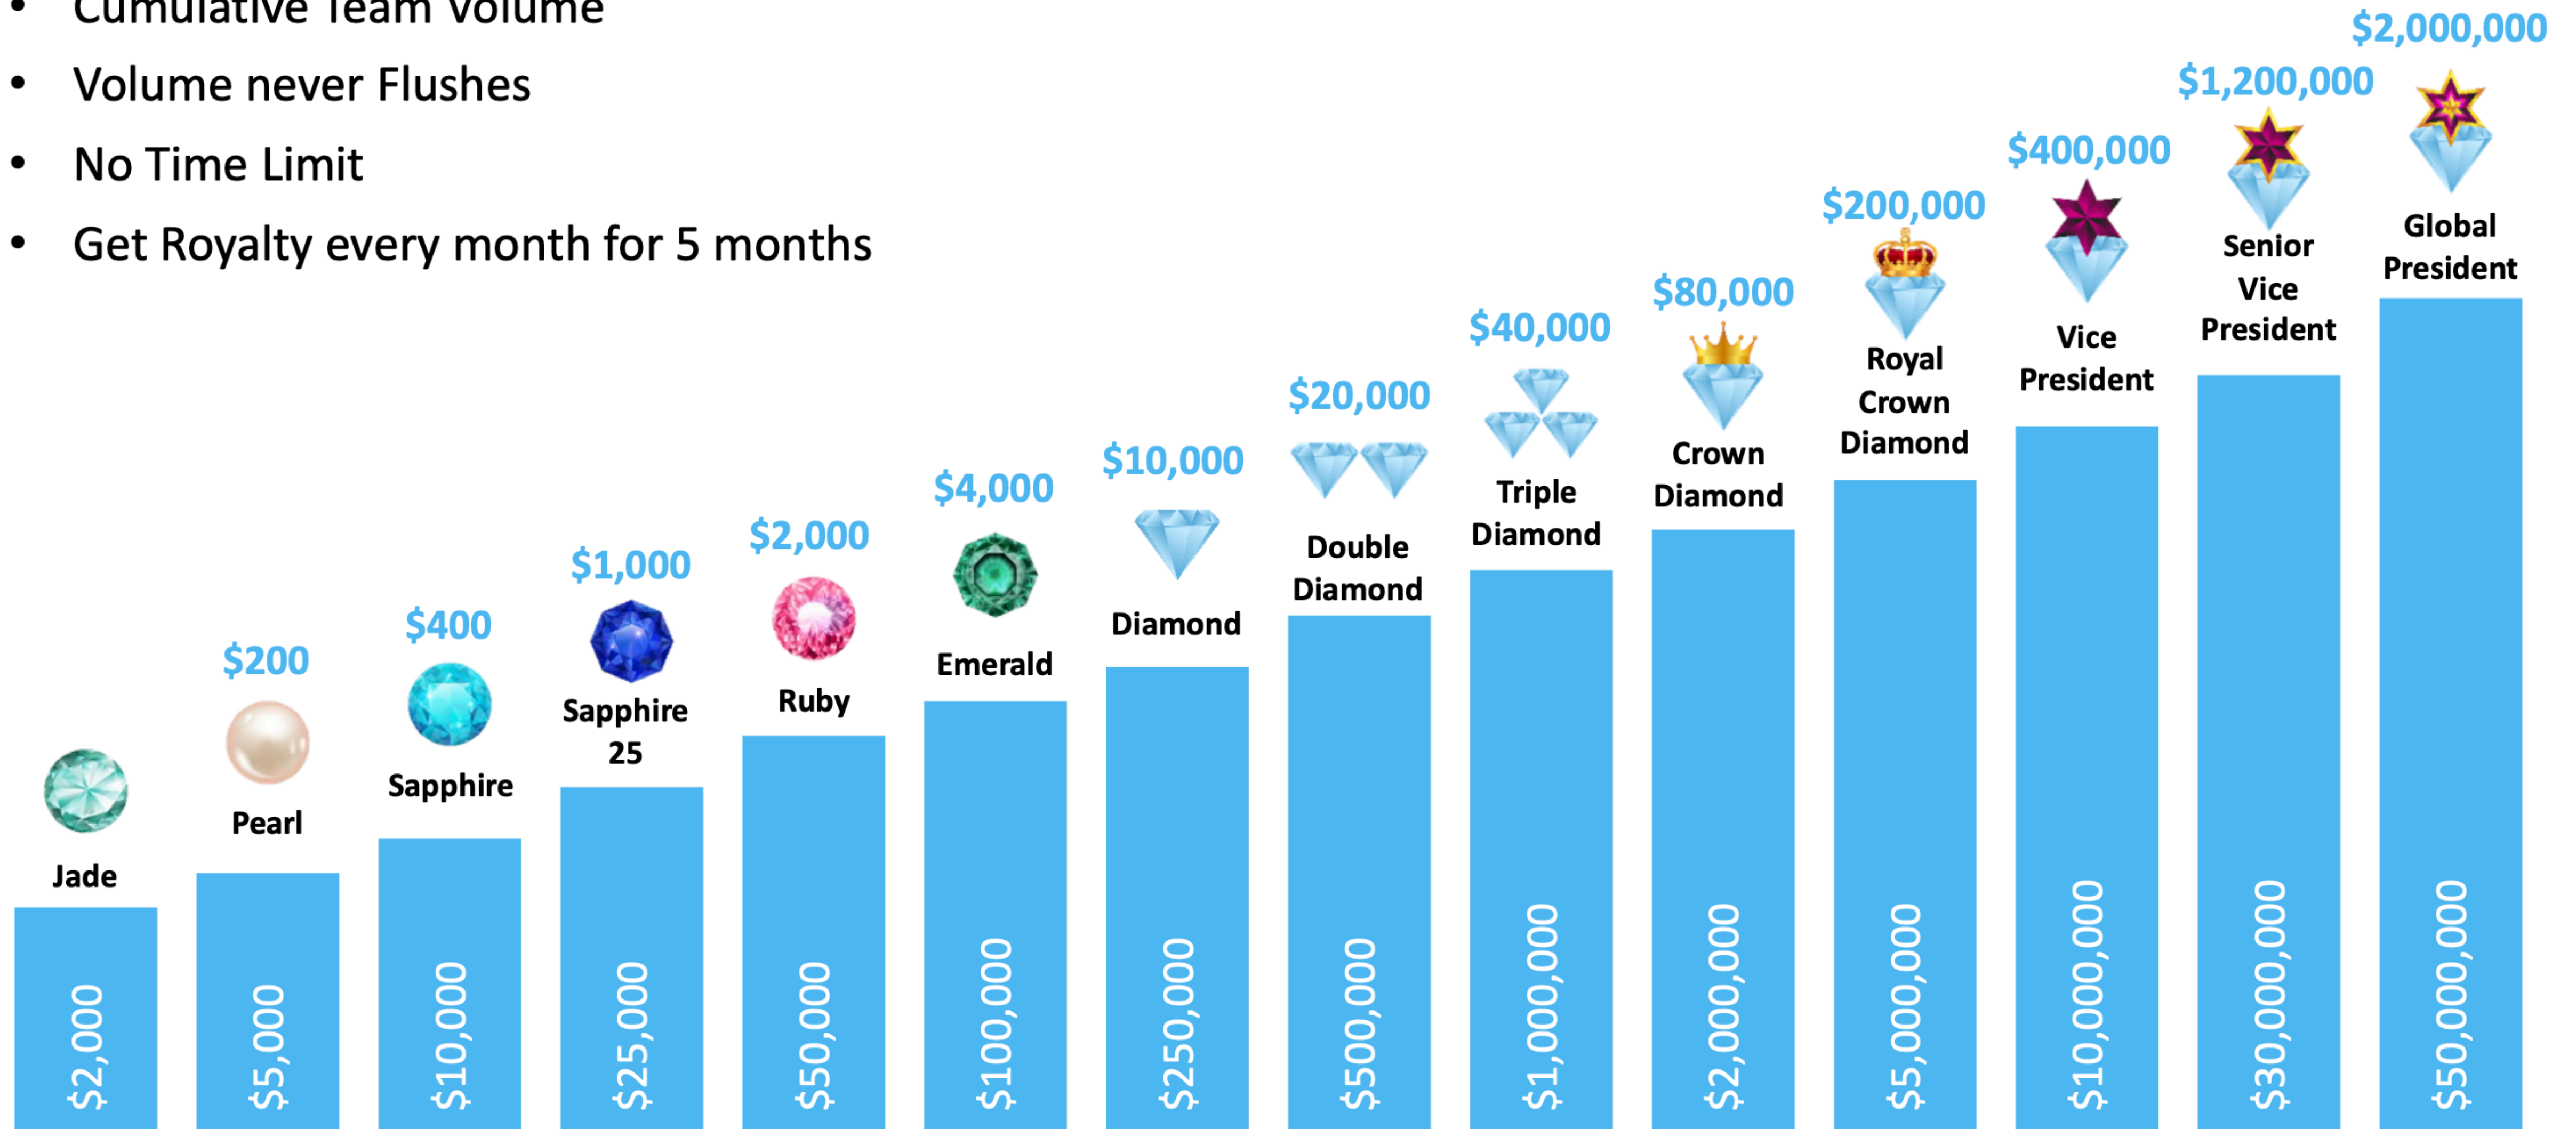 • Cumulative Team Volume
• Volume never Flushes
• No Time Limit
• Get Royalty every month for 5 months
Jade
$2,000
$200
Pearl
$5,000
$400
Sapphire
$10,000
$1,000
Sapphire
25
$25,000
$2,000
Ruby
$50,000
$4,000
Emerald
$100,000
$10,000
Diamond
$250,000
$20,000
Double
Diamond
$500,000
$40,000
Triple
Diamond
$1,000,000
$80,000
Crown
Diamond
$2,000,000
$200,000
Royal
Crown
Diamond
$5,000,000
$400,000
Vice
President
$10,000,000
$1,200,000
Senior
Vice
President
$30,000,000
$2,000,000
Global
President
$50,000,000